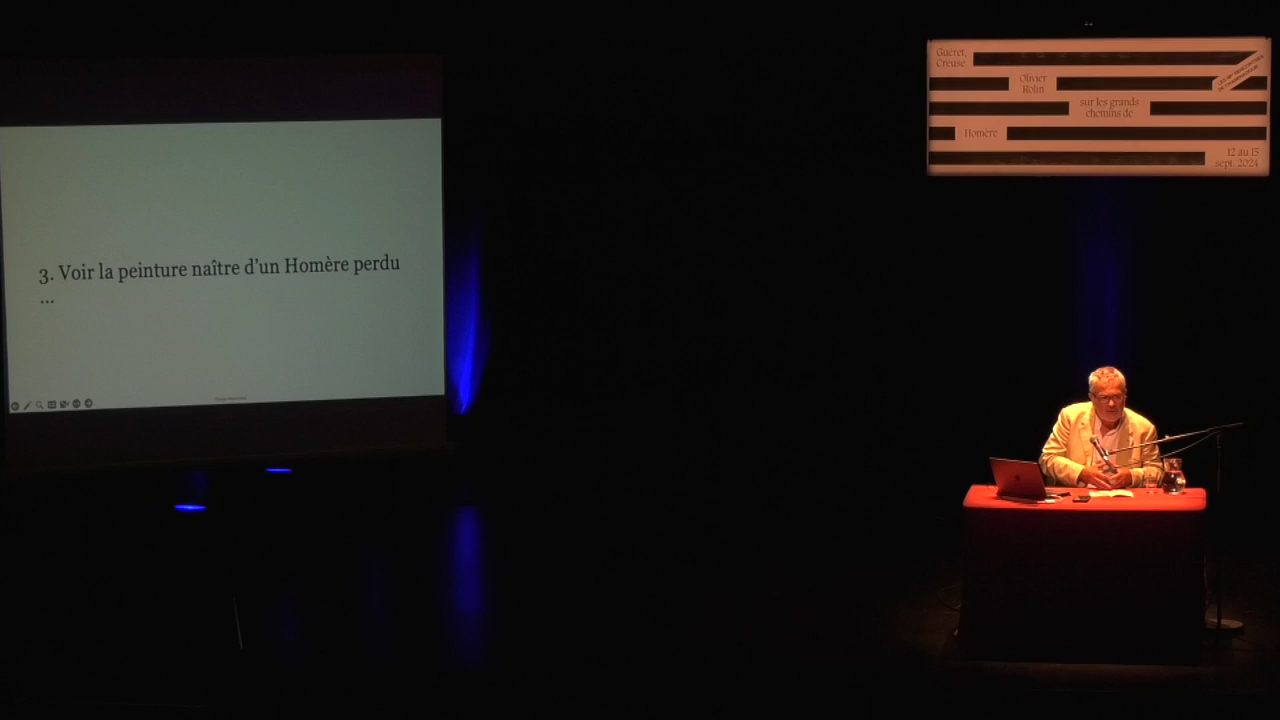 3. Voir la peinture naître d'un Homère perdu
...
Guéret,
Creuse
Olivier
Rolin
sur les grands
chemins de
Homère
12 au 15
sept. 2024